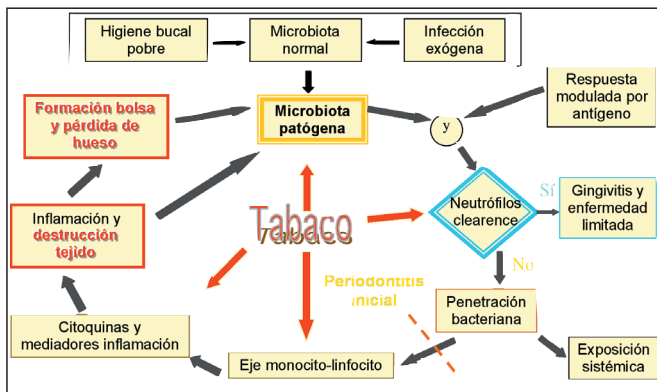 Higiene bucal
pobre
Microbiota
normal
Infección
exógena
Formación bolsa
y pérdida de
hueso
Microbiota
patógena
y
Respuesta
modulada por
antígeno
Inflamación y
destrucción
tejido
Tabaco
Neutrófilos
clearence
Sí
Gingivitis y
enfermedad
limitada
No
Periodontitis
inicial
Penetración
bacteriana
Citoquinas y
mediadores inflamación
Eje monocito-linfocito
Exposición
sistémica